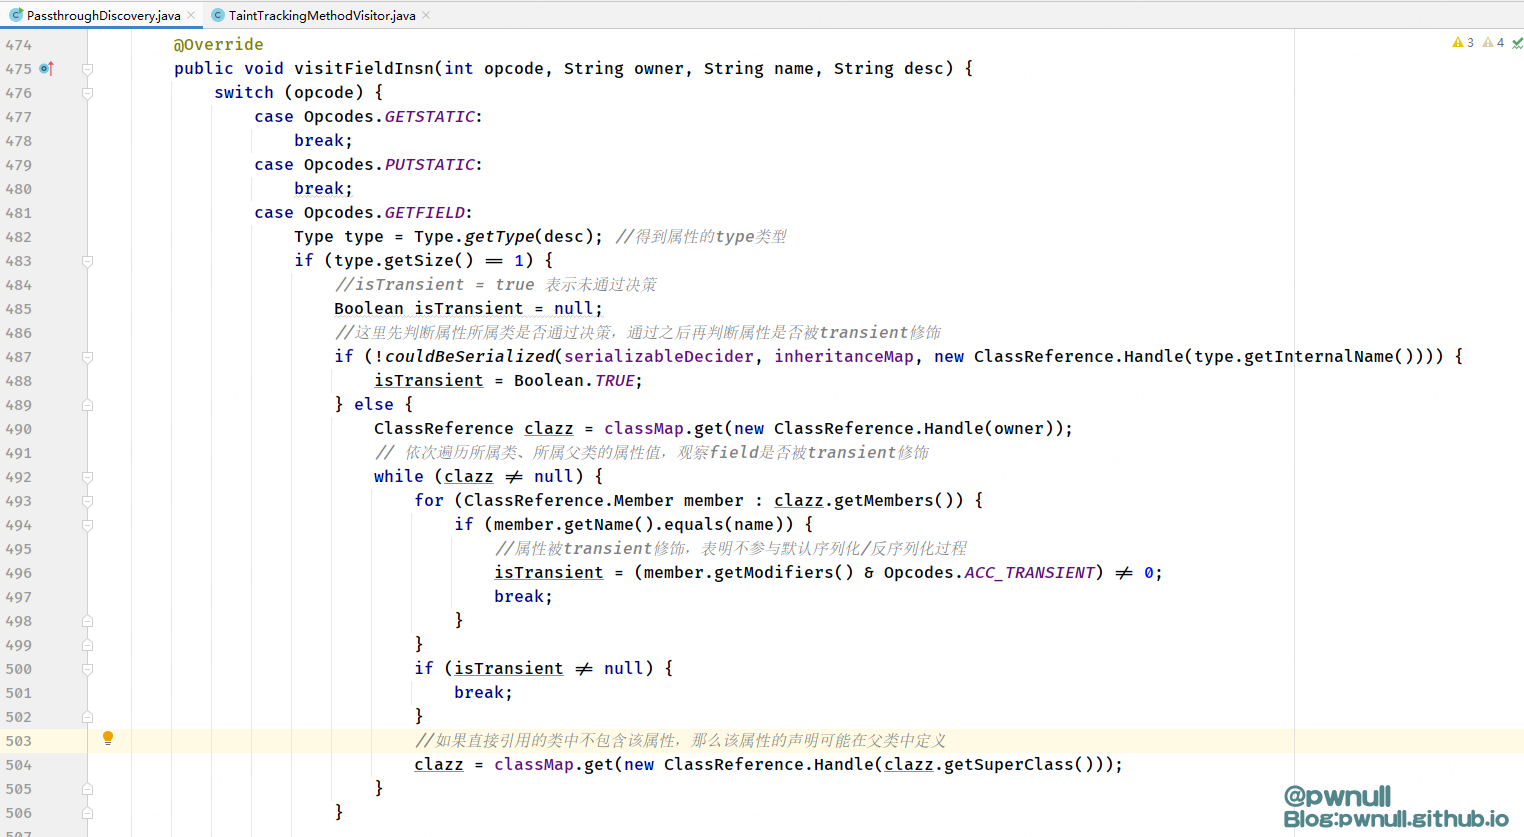 PassthroughDiscovery.java TaintTrackingMethodVisitor.java
3 4
474 @Override
475 public void visitFieldInsn(int opcode, String owner, String name, String desc) {
476 switch (opcode) {
477 case Opcodes.GETSTATIC:
478 break;
479 case Opcodes.PUTSTATIC:
480 break;
481 case Opcodes.GETFIELD:
482 Type type = Type.getType(desc); //得到属性的type类型
483 if (type.getSize() == 1) {
484 //isTransient = true 表示未通过决策
485 Boolean isTransient = null;
486 //这里先判断属性所属类是否通过决策，通过之后再判断属性是否被transient修饰
487 if (!couldBeSerialized(serializableDecider, inheritanceMap, new ClassReference.Handle(type.getInternalName()))) {
488 isTransient = Boolean.TRUE;
489 } else {
490 ClassReference clazz = classMap.get(new ClassReference.Handle(owner));
491 // 依次遍历所属类、所属父类的属性值，观察field是否被transient修饰
492 while (clazz != null) {
493 for (ClassReference.Member member : clazz.getMembers()) {
494 if (member.getName().equals(name)) {
495 //属性被transient修饰，表明不参与默认序列化/反序列化过程
496 isTransient = (member.getModifiers() & Opcodes.ACC_TRANSIENT) != 0;
497 break;
498 }
499 }
500 if (isTransient != null) {
501 break;
502 }
503 //如果直接引用的类中不包含该属性，那么该属性的声明可能在父类中定义
504 clazz = classMap.get(new ClassReference.Handle(clazz.getSuperClass()));
505 }
506 }
507
@pwnull
Blog:pwnull.github.io